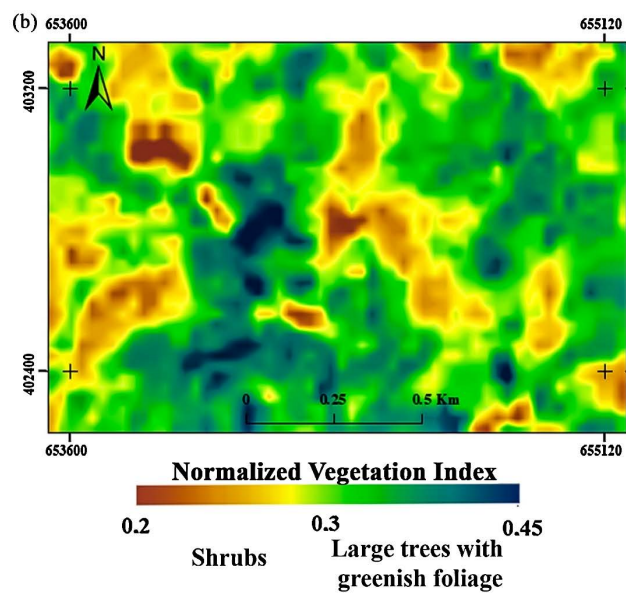 (b)
653600 655120
N
403200
402400
0 0.25 0.5 Km
653600 655120
Normalized Vegetation Index
0.2 0.3 0.45
Shrubs Large trees with
greenish foliage